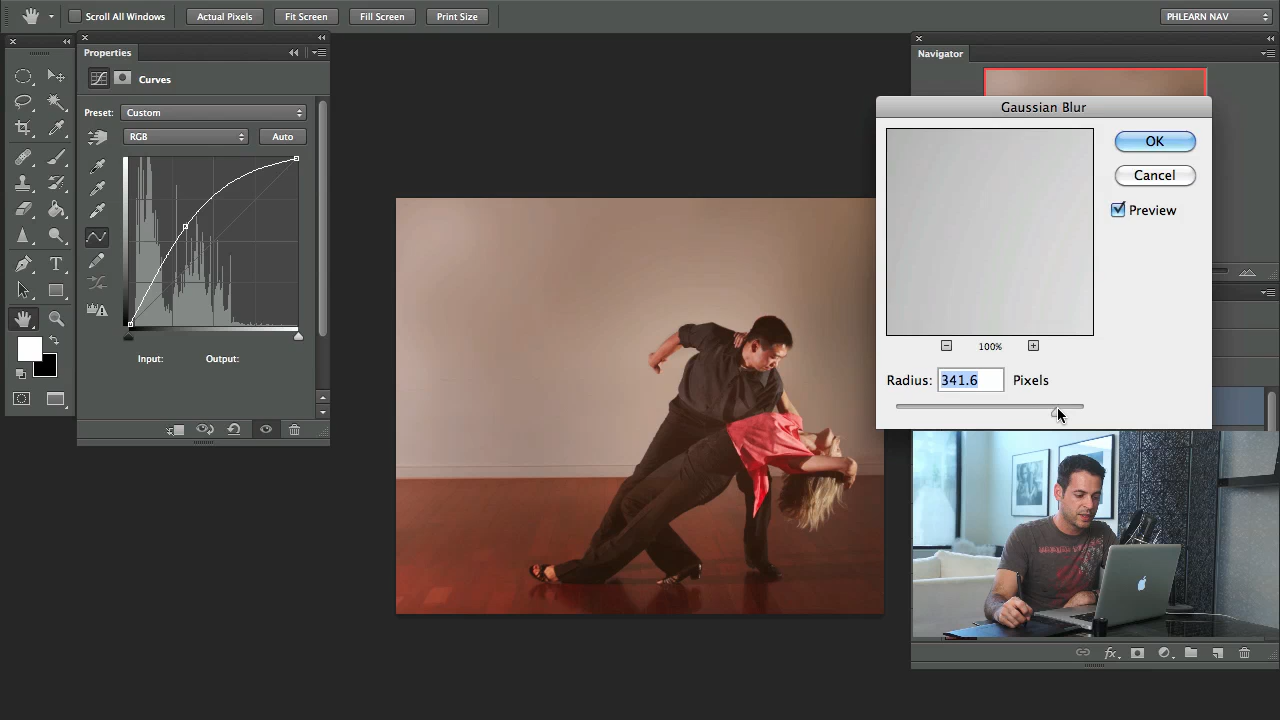 Scroll All Windows
Actual Pixels
Fit Screen
Fill Screen
Print Size
PHLEARN NAV
Properties
Curves
Preset: Custom
RGB
Auto
Input:
Output:
Navigator
Gaussian Blur
OK
Cancel
Preview
100%
Radius: 341.6 Pixels
T
fx